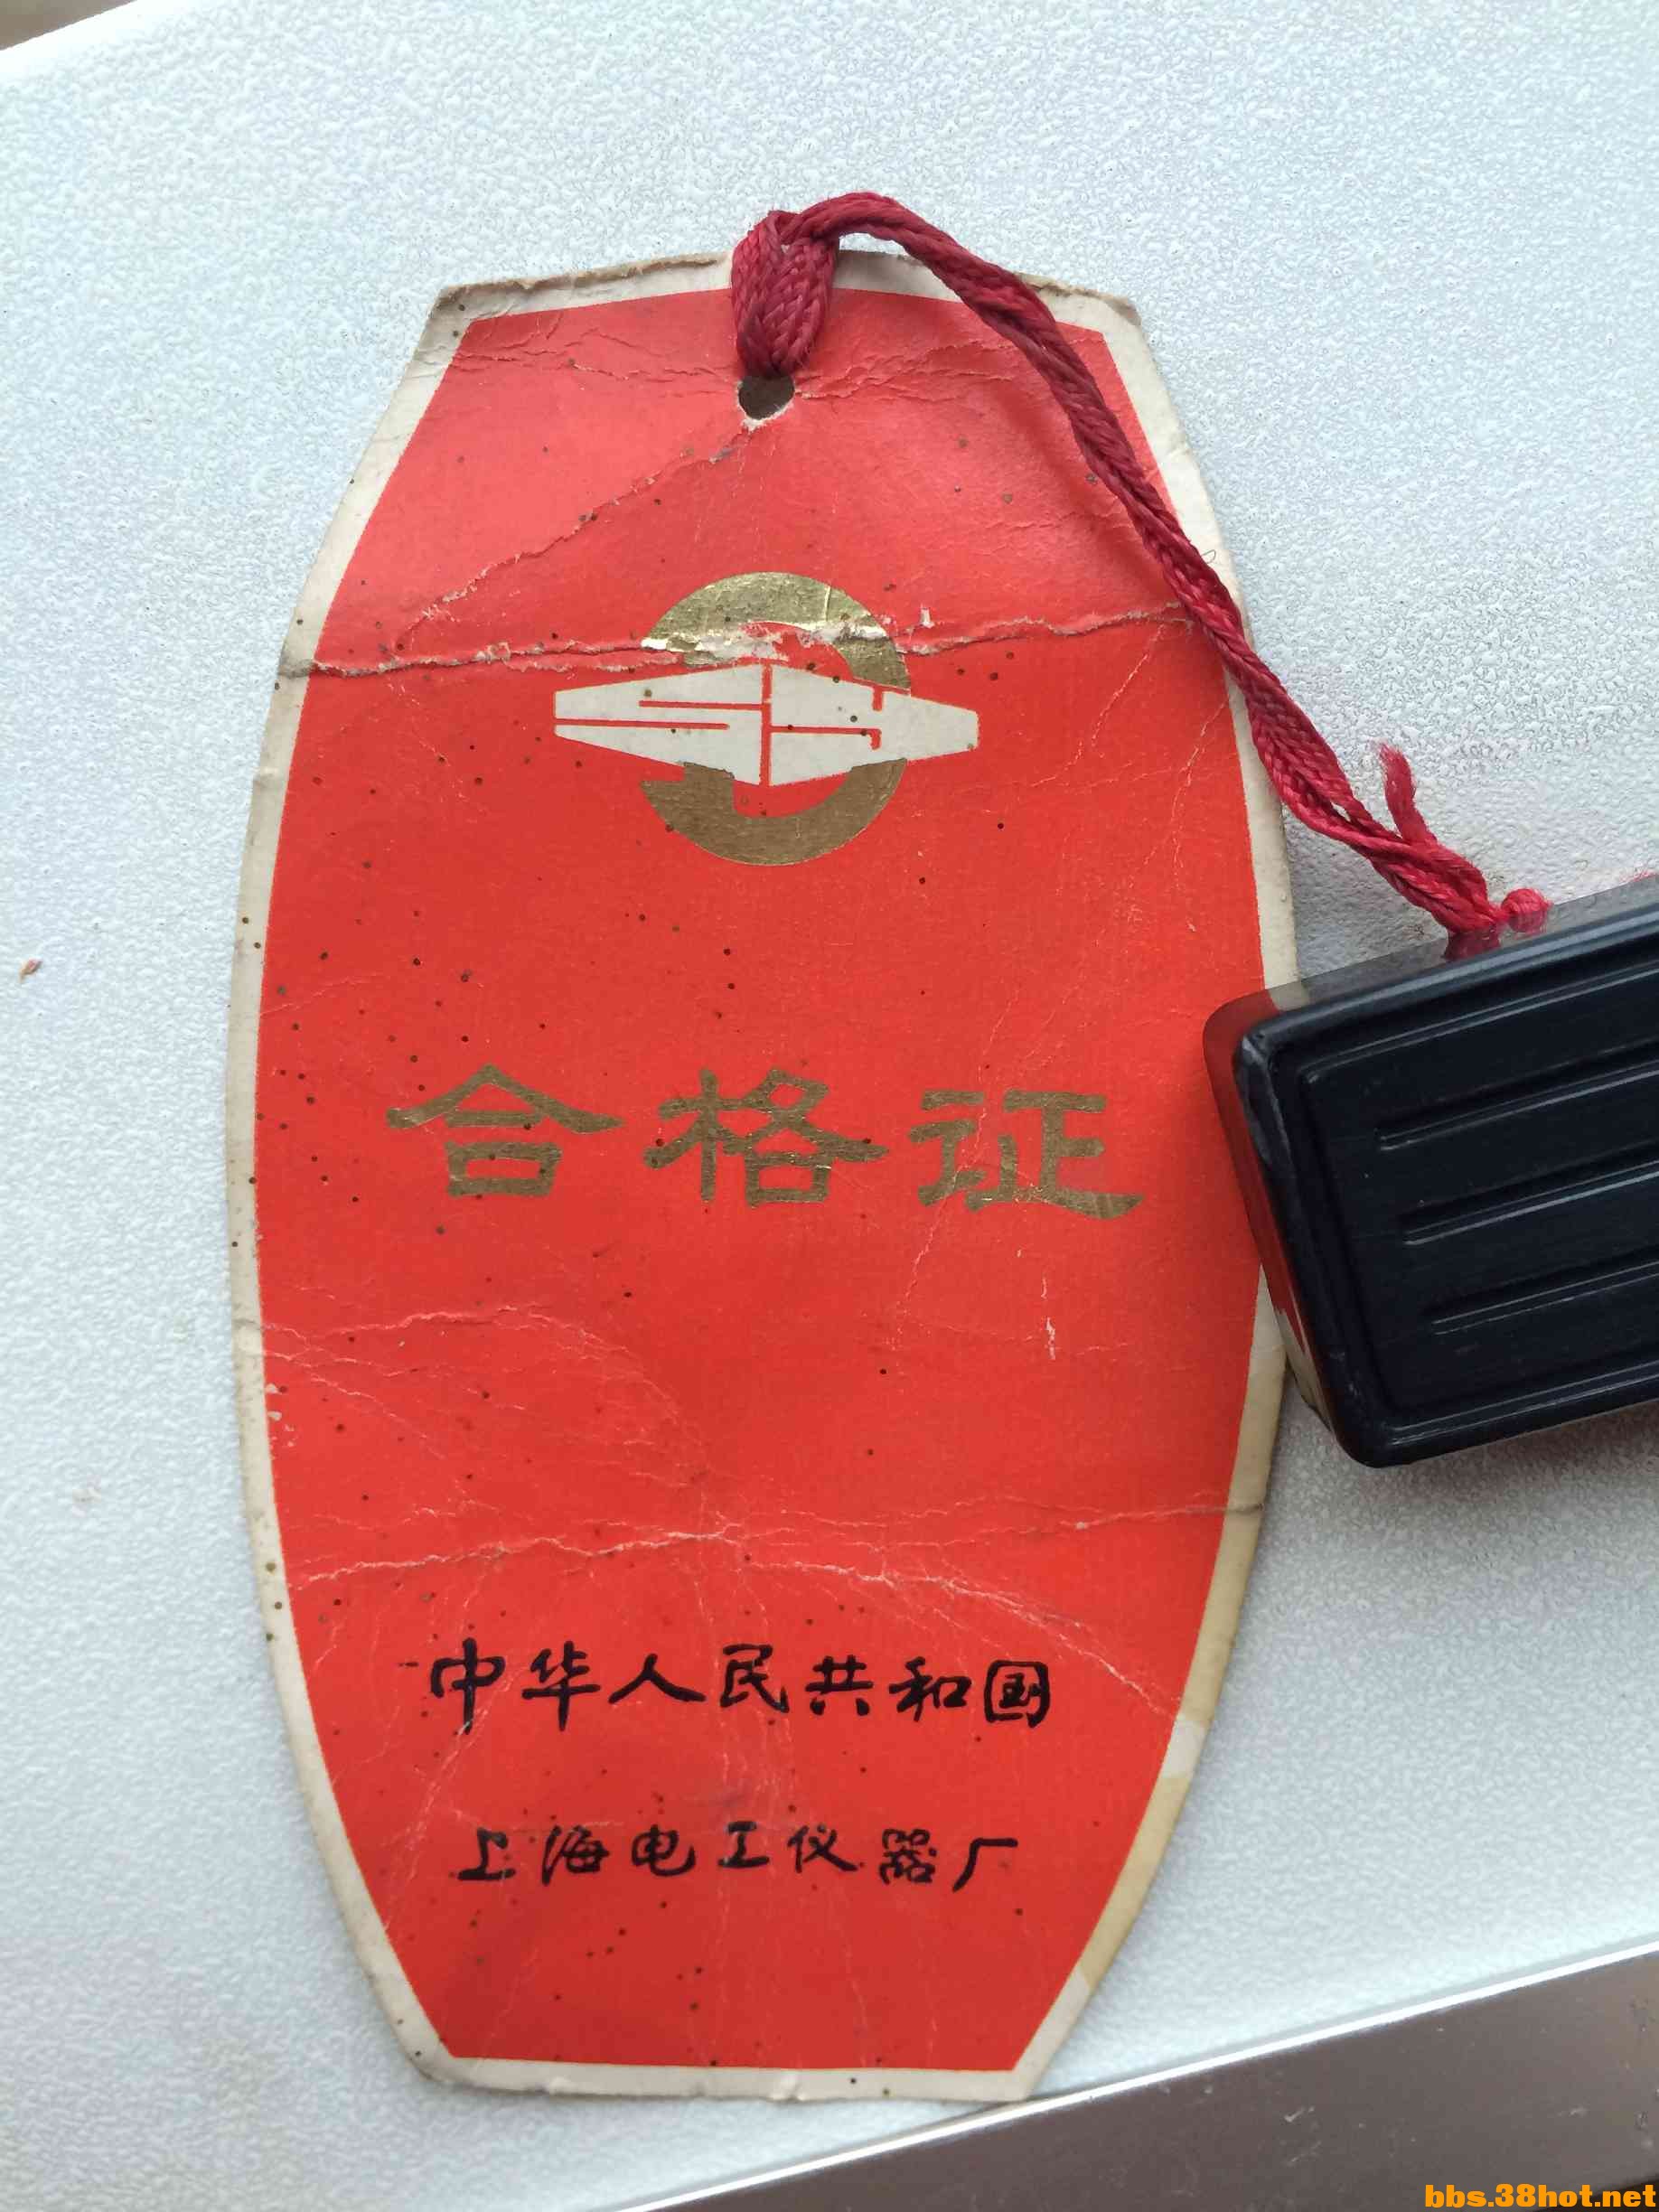 合格证
中华人民共和国
上海电工仪器厂
bbs.38hot.net